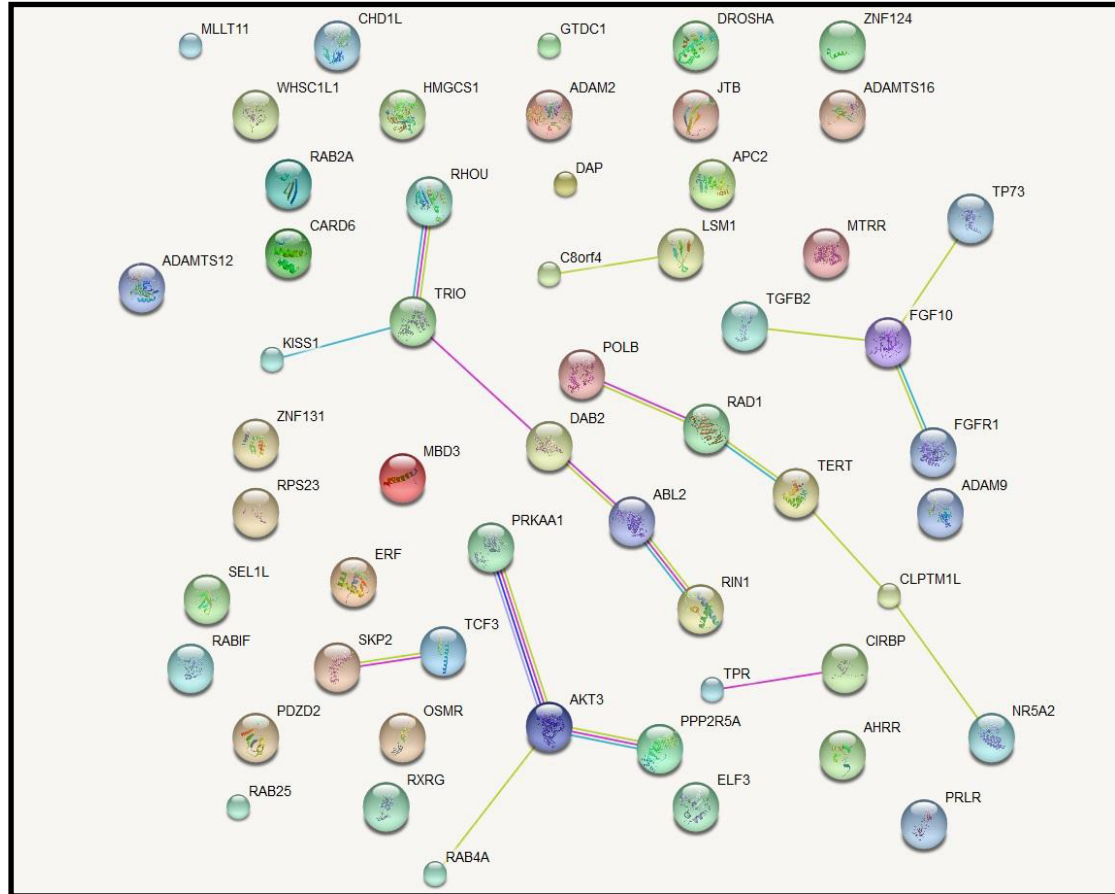 MLLT11
CHD1L
GTDC1
DROSHA
ZNF124
WHSC1L1
HMGCS1
ADAM2
JTB
ADAMTS16
RAB2A
RHOU
DAP
APC2
TP73
CARD6
LSM1
MTRR
ADAMTS12
C8orf4
TRIO
TGFB2
FGF10
KISS1
POLB
ZNF131
DAB2
RAD1
FGFR1
MBD3
TERT
RPS23
ABL2
ADAM9
PRKAA1
ERF
SEL1L
RIN1
CLPTM1L
RABIF
SKP2
TCF3
CIRBP
TPR
PDZD2
OSMR
AKT3
PPP2R5A
AHRR
NR5A2
RAB25
RXRG
ELF3
PRLR
RAB4A